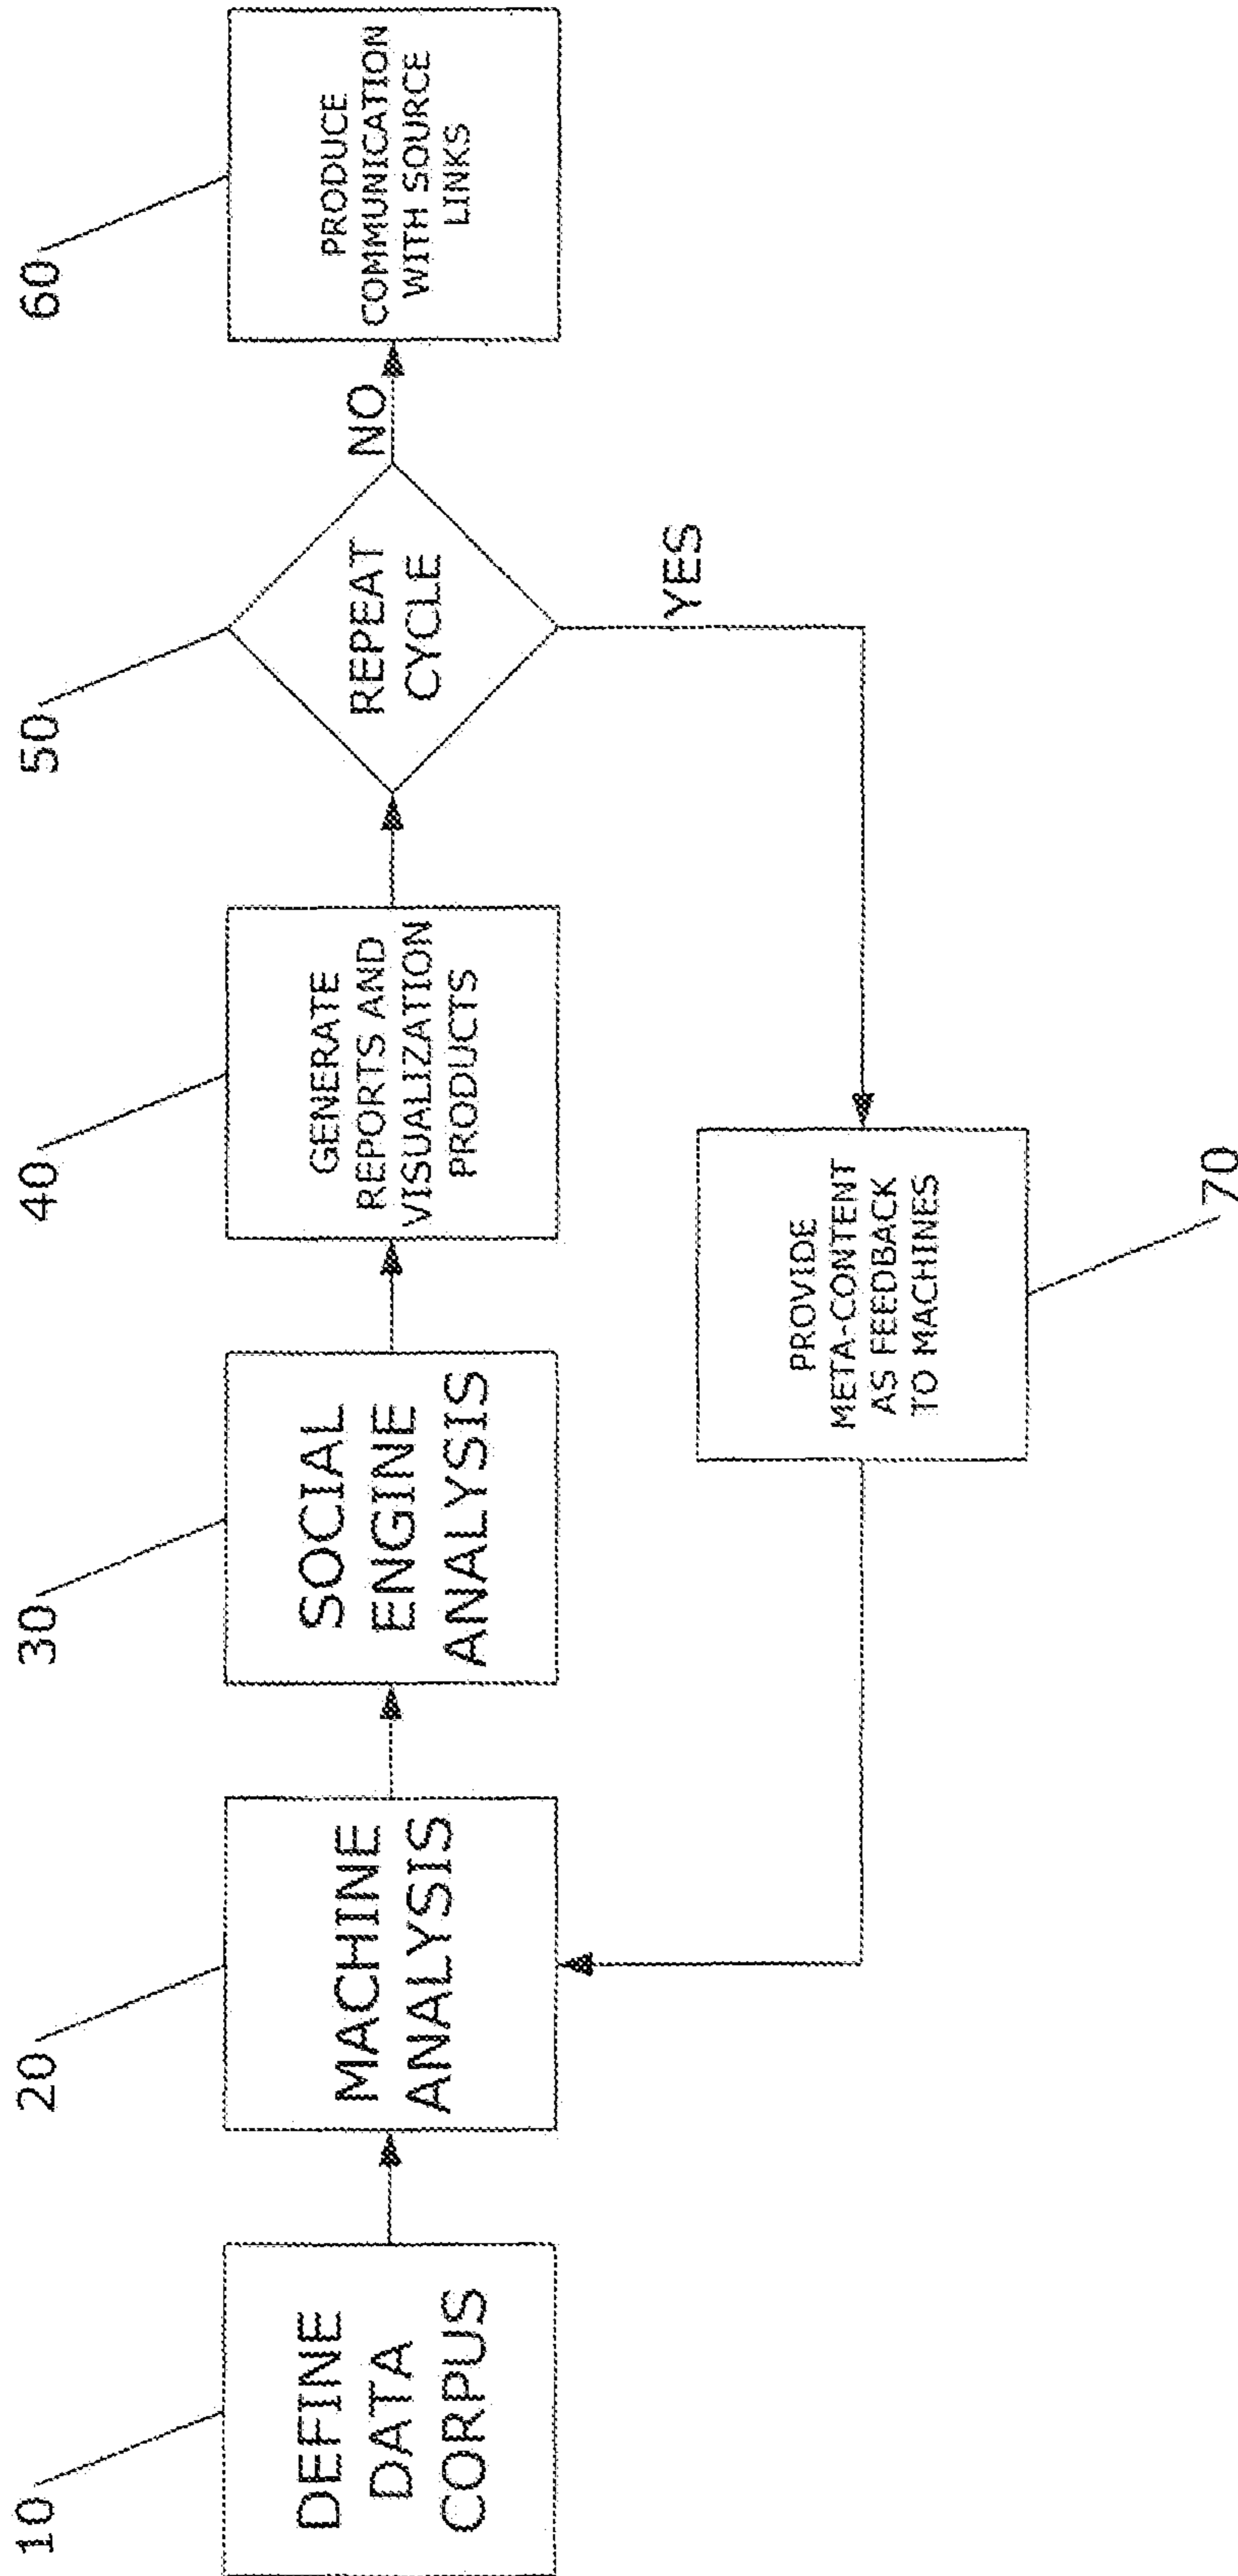 10
DEFINE
DATA
CORPUS
20
MACHINE
ANALYSIS
30
SOCIAL
ENGINE
ANALYSIS
40
GENERATE
REPORTS AND
VISUALIZATION
PRODUCTS
50
REPEAT
CYCLE
NO
60
PRODUCE
COMMUNICATION
WITH SOURCE
LINKS
YES
PROVIDE
META-CONTENT
AS FEEDBACK
TO MACHINES
70